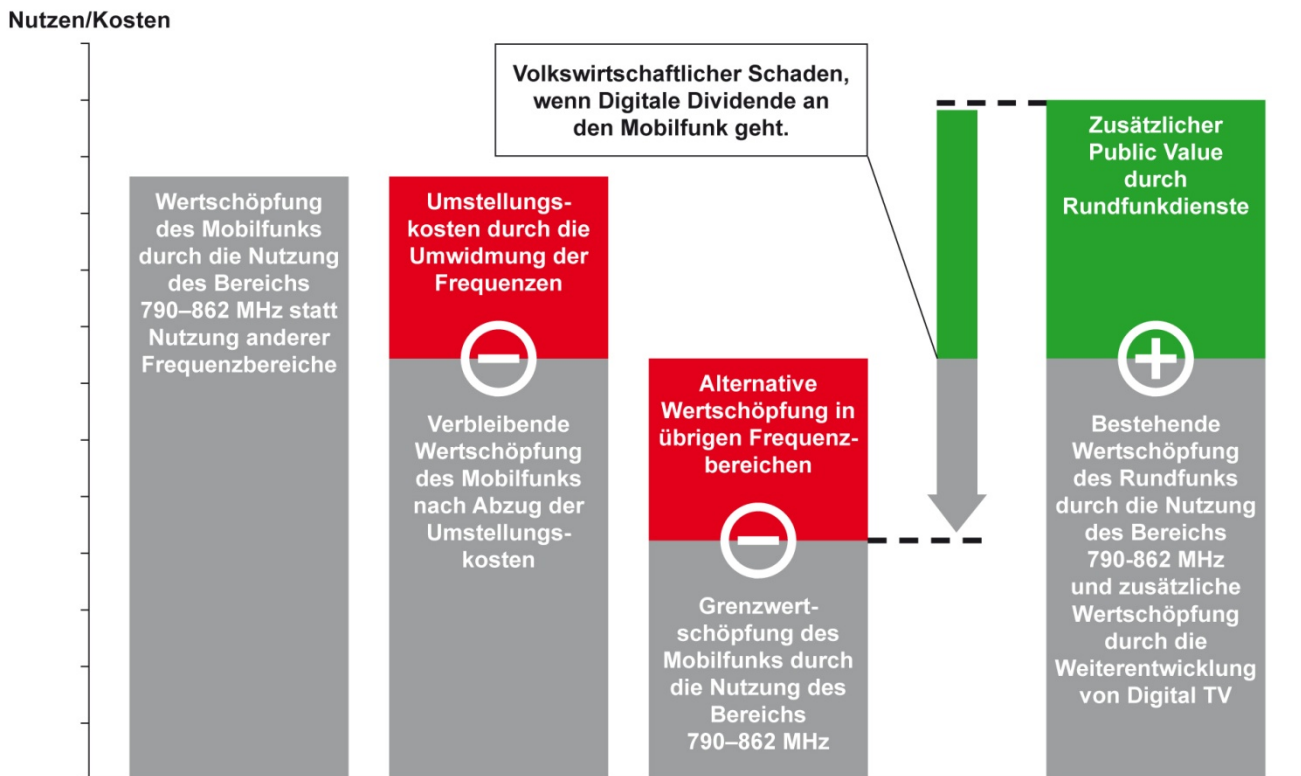 Nutzen/Kosten
Volkswirtschaftlicher Schaden,
wenn Digitale Dividende an
den Mobilfunk geht.
Wertschöpfung
des Mobilfunks
durch die Nutzung
des Bereichs
790–862 MHz statt
Nutzung anderer
Frequenzbereiche
Umstellungs-
kosten durch die
Umwidmung der
Frequenzen
Verbleibende
Wertschöpfung
des Mobilfunks
nach Abzug der
Umstellungs-
kosten
Alternative
Wertschöpfung in
übrigen Frequenz-
bereichen
Grenzwert-
schöpfung des
Mobilfunks durch
die Nutzung des
Bereichs
790–862 MHz
Zusätzlicher
Public Value
durch
Rundfunkdienste
Bestehende
Wertschöpfung
des Rundfunks
durch die Nutzung
des Bereichs
790-862 MHz
und zusätzliche
Wertschöpfung
durch die
Weiterentwicklung
von Digital TV